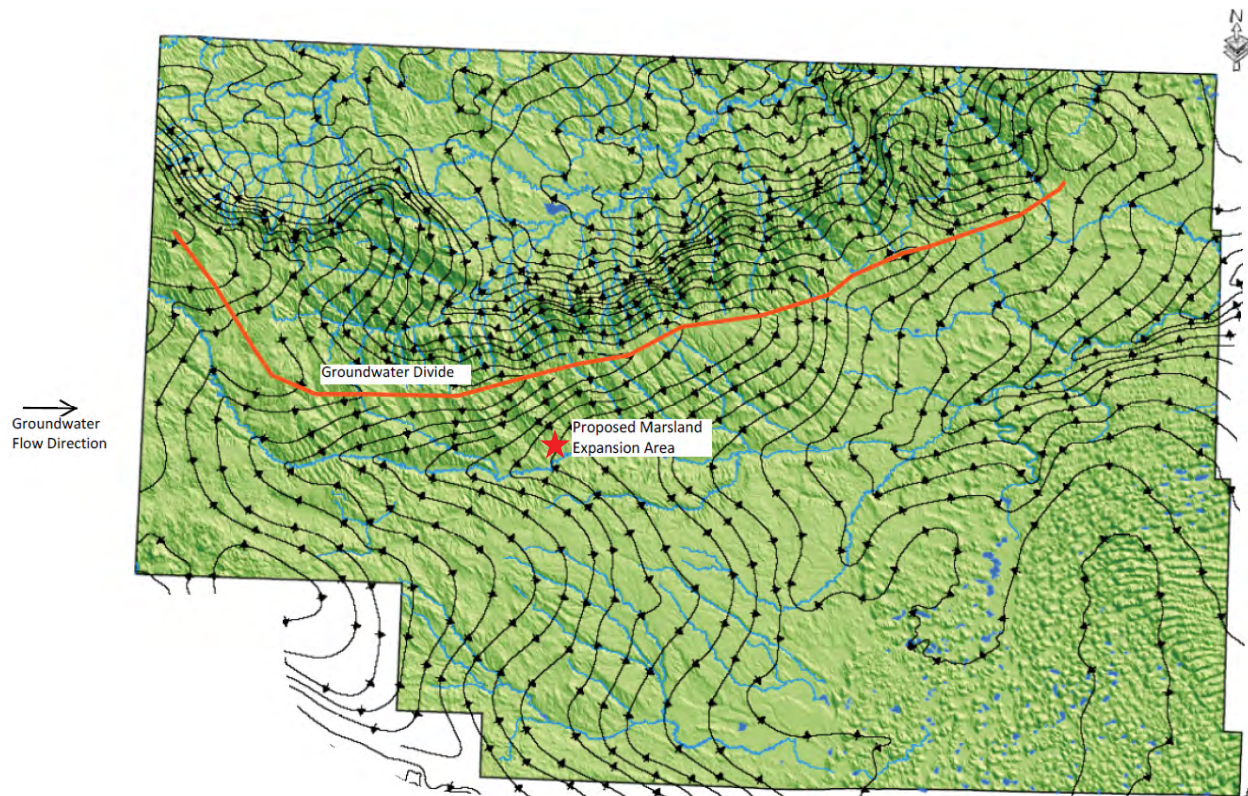 N
Groundwater Divide
Proposed Marsland
Expansion Area
Groundwater
Flow Direction